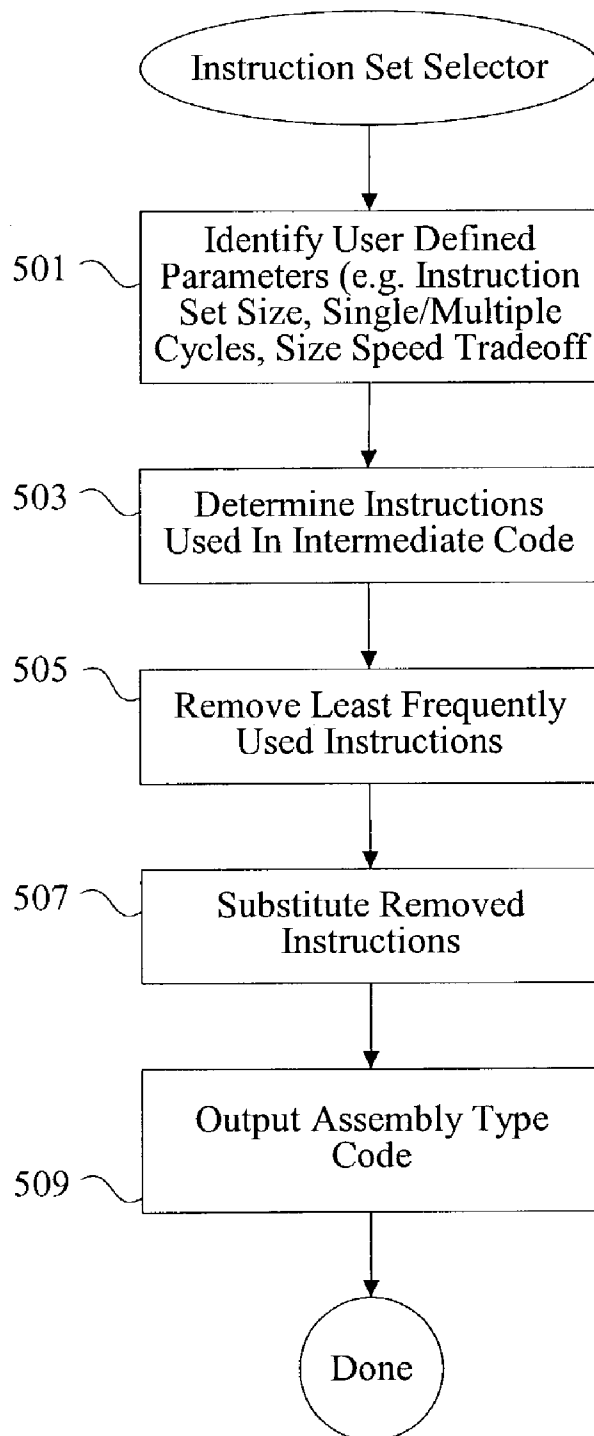 Instruction Set Selector
501
Identify User Defined
Parameters (e.g. Instruction
Set Size, Single/Multiple
Cycles, Size Speed Tradeoff
503
Determine Instructions
Used In Intermediate Code
505
Remove Least Frequently
Used Instructions
507
Substitute Removed
Instructions
Output Assembly Type
Code
509
Done